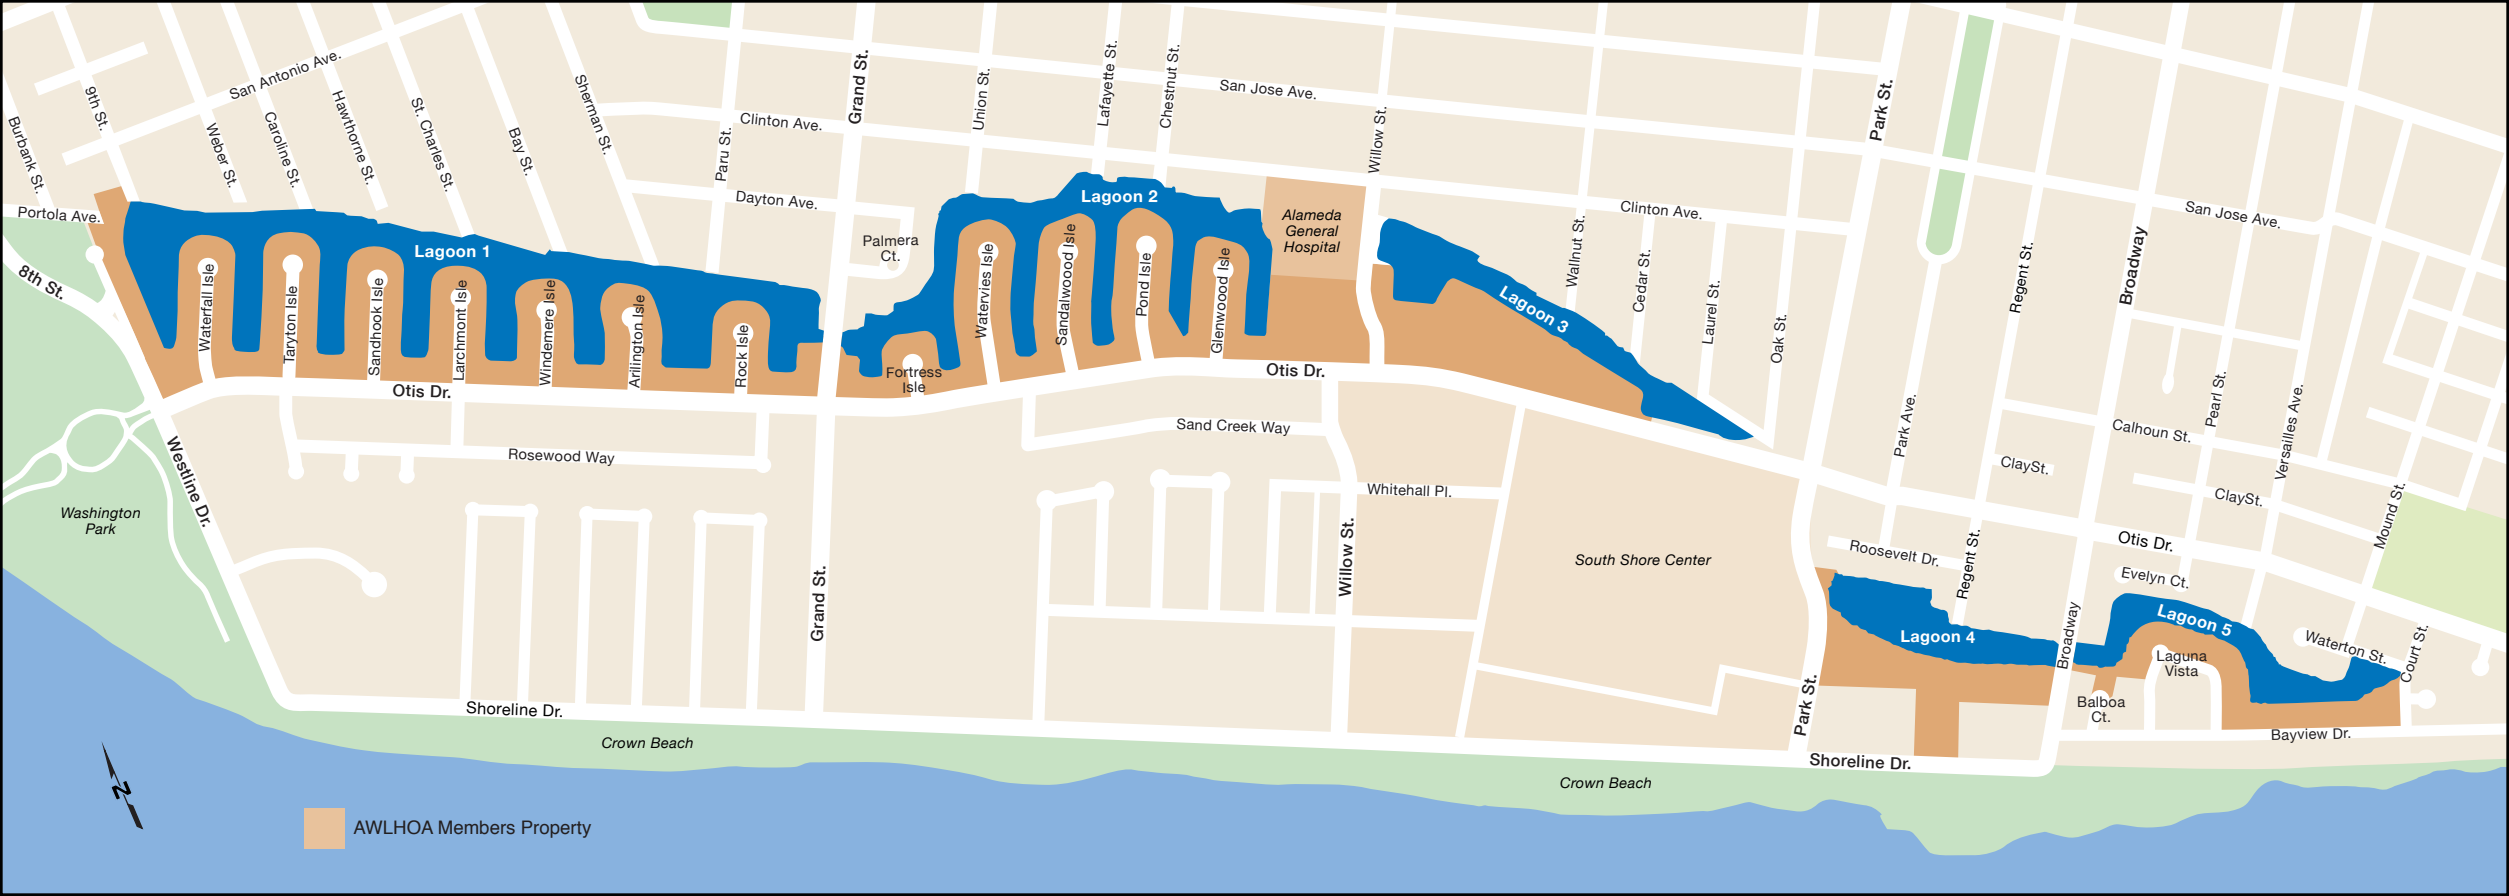 Burbank St.
9th St.
San Antonio Ave.
Weber St.
Caroline St.
Hawthorne St.
St. Charles St.
Bay St.
Sherman St.
Paru St.
Clinton Ave.
Dayton Ave.
Grand St.
Union St.
Lafayette St.
Chestnut St.
San Jose Ave.
Willow St.
Park St.
Portola Ave.
8th St.
Lagoon 1
Palmera
Ct.
Lagoon 2
Alameda
General
Hospital
Lagoon 3
Walnut St.
Clinton Ave.
Cedar St.
Laurel St.
Oak St.
Regent St.
Broadway
San Jose Ave.
Waterfall Isle
Taryton Isle
Sandhook Isle
Larchmont Isle
Windemere Isle
Arilington Isle
Rock Isle
Fortress
Isle
Watervies Isle
Sandalwood Isle
Pond Isle
Glenwoood Isle
Otis Dr.
Otis Dr.
Park Ave.
Calhoun St.
Pearl St.
Versailles Ave.
ClaySt.
ClaySt.
Mound St.
Rosewood Way
Sand Creek Way
Whitehall Pl.
Westline Dr.
Washington
Park
Grand St.
Willow St.
South Shore Center
Roosevelt Dr.
Regent St.
Otis Dr.
Evelyn Ct.
Lagoon 4
Broadway
Lagoon 5
Waterton St.
Court St.
Laguna
Vista
Balboa
Ct.
Park St.
Bayview Dr.
Shoreline Dr.
Shoreline Dr.
Crown Beach
Crown Beach
N
AWLHOA Members Property